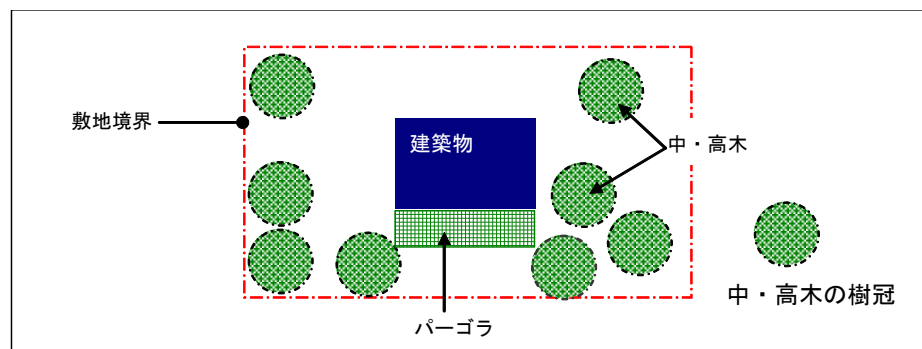 敷地境界
建築物
中・高木
中・高木の樹冠
パーゴラ